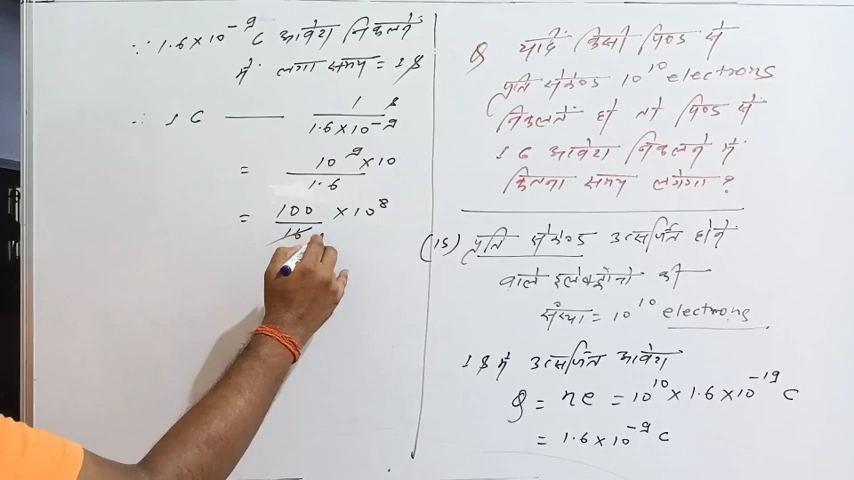 Q यदि किसी पिण्ड से
प्रति सेकेण्ड 10¹⁰ electrons
निकलते हो तो पिण्ड से
1C आवेश निकलने में
कितना समय लगेगा?
(1S) प्रति सेकेण्ड उत्सर्जित होने
वाले इलेक्ट्रोनो की
संख्या = 10¹⁰ electrons
1 S में उत्सर्जित आवेश
Q = ne = 10¹⁰ × 1.6 × 10⁻¹⁹ C
= 1.6 × 10⁻⁹ C
∵ 1.6 × 10⁻⁹ C आवेश निकलने
में लगा समय = 1 S
∴ 1 C —— 1 S / 1.6 × 10⁻⁹
= 10⁹ × 10 / 1.6
= 100 / 16 × 10⁸